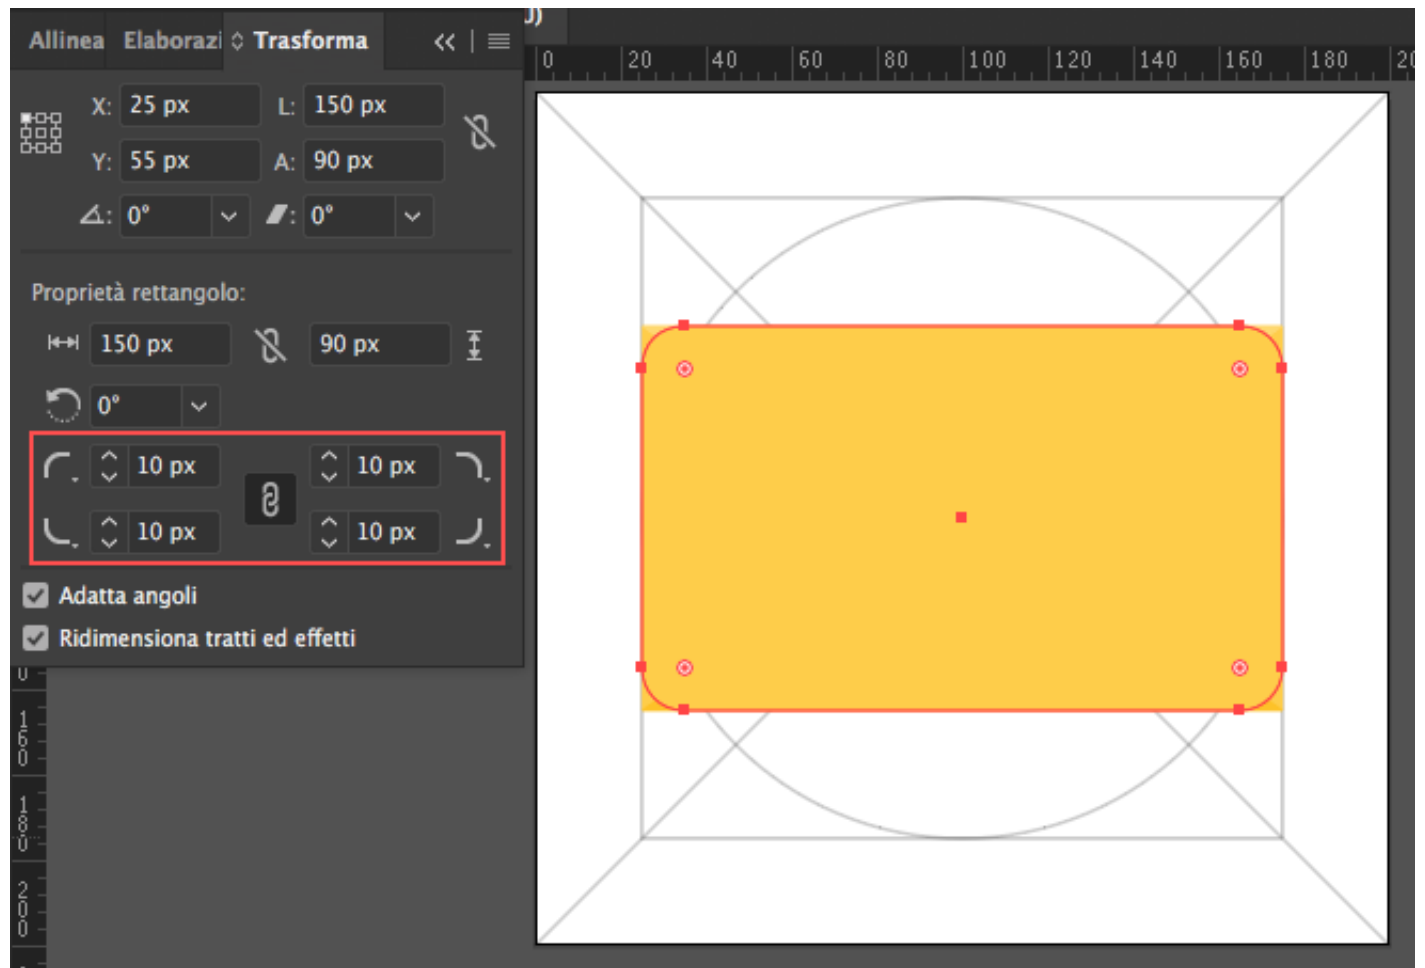 Allinea Elaborazi Trasforma
X: 25 px L: 150 px
Y: 55 px A: 90 px
: 0° : 0°
Proprietà rettangolo:
150 px 90 px
0°
10 px 10 px
10 px 10 px
Adatta angoli
Ridimensiona tratti ed effetti
0 20 40 60 80 100 120 140 160 180 20
0
160
180
200